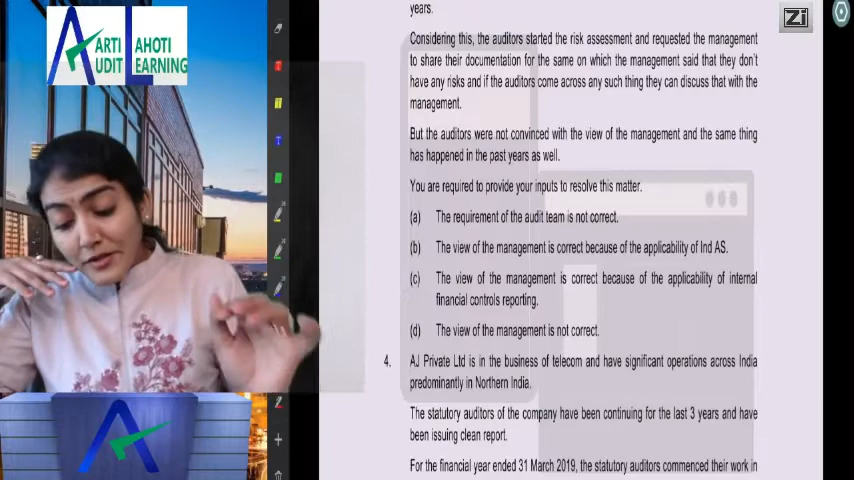 ARTI LAHOTI
AUDIT LEARNING
Zi
years.
Considering this, the auditors started the risk assessment and requested the management
to share their documentation for the same on which the management said that they don't
have any risks and if the auditors come across any such thing they can discuss that with the
management.
But the auditors were not convinced with the view of the management and the same thing
has happened in the past years as well.
You are required to provide your inputs to resolve this matter.
(a) The requirement of the audit team is not correct.
(b) The view of the management is correct because of the applicability of Ind AS.
(c) The view of the management is correct because of the applicability of internal
financial controls reporting.
(d) The view of the management is not correct.
4. AJ Private Ltd is in the business of telecom and have significant operations across India
predominantly in Northern India.
The statutory auditors of the company have been continuing for the last 3 years and have
been issuing clean report.
For the financial year ended 31 March 2019, the statutory auditors commenced their work in